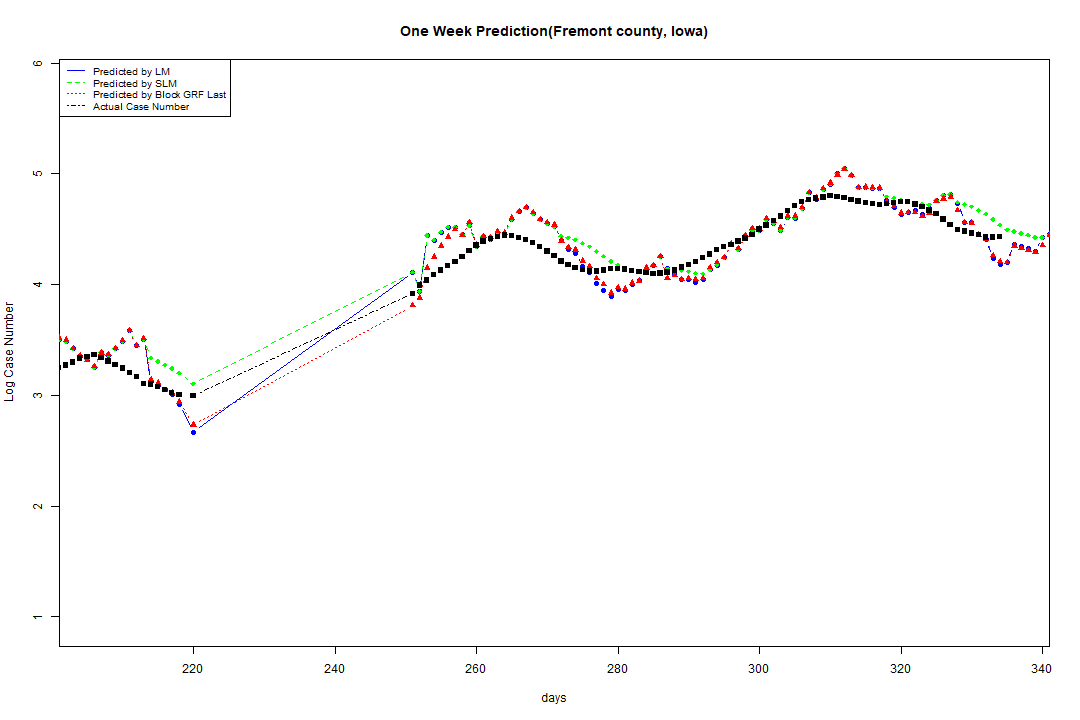 One Week Prediction(Fremont county, Iowa)
Predicted by LM
Predicted by SLM
Predicted by Block GRF Last
Actual Case Number
6
5
4
3
2
1
Log Case Number
220 240 260 280 300 320 340
days